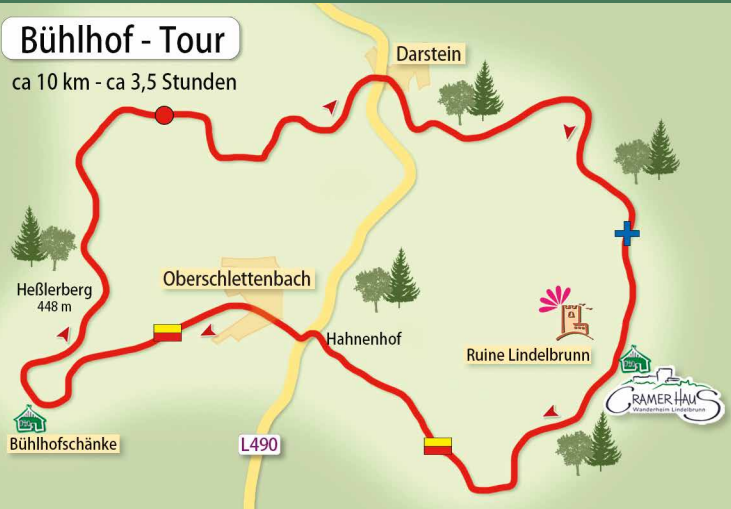 Bühlhof - Tour
ca 10 km - ca 3,5 Stunden
Darstein
Heßlerberg
448 m
Oberschlettenbach
Hahnenhof
Ruine Lindelbrunn
CRAMER HAUS
Wanderheim Lindelbrunn
Bühlhofschänke
L490